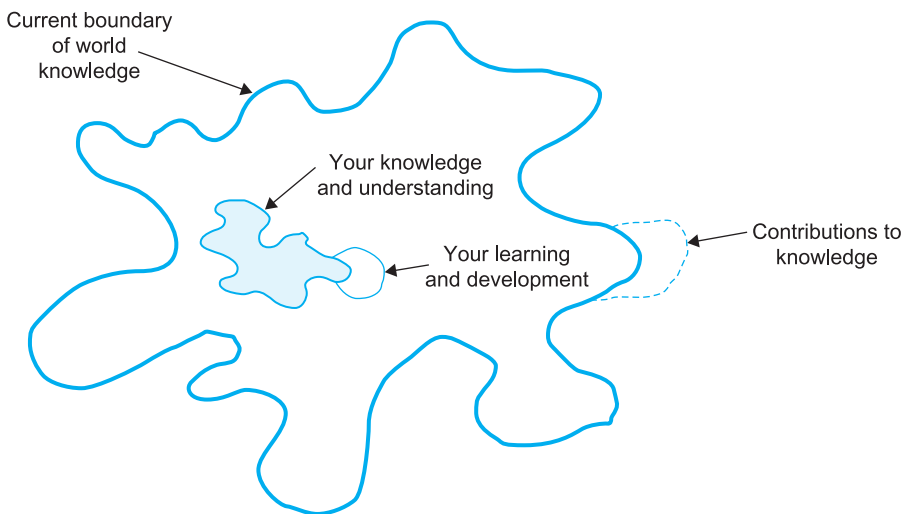 Current boundary
of world
knowledge
Your knowledge
and understanding
Your learning
and development
Contributions to
knowledge